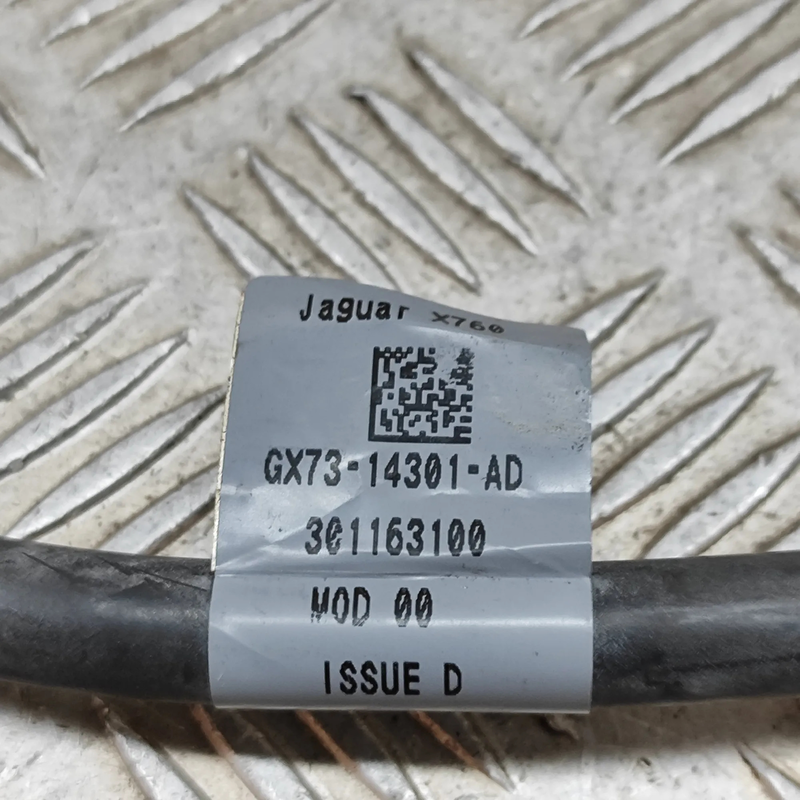 Jaguar X760
GX73-14301-AD
301163100
MOD 00
ISSUE D